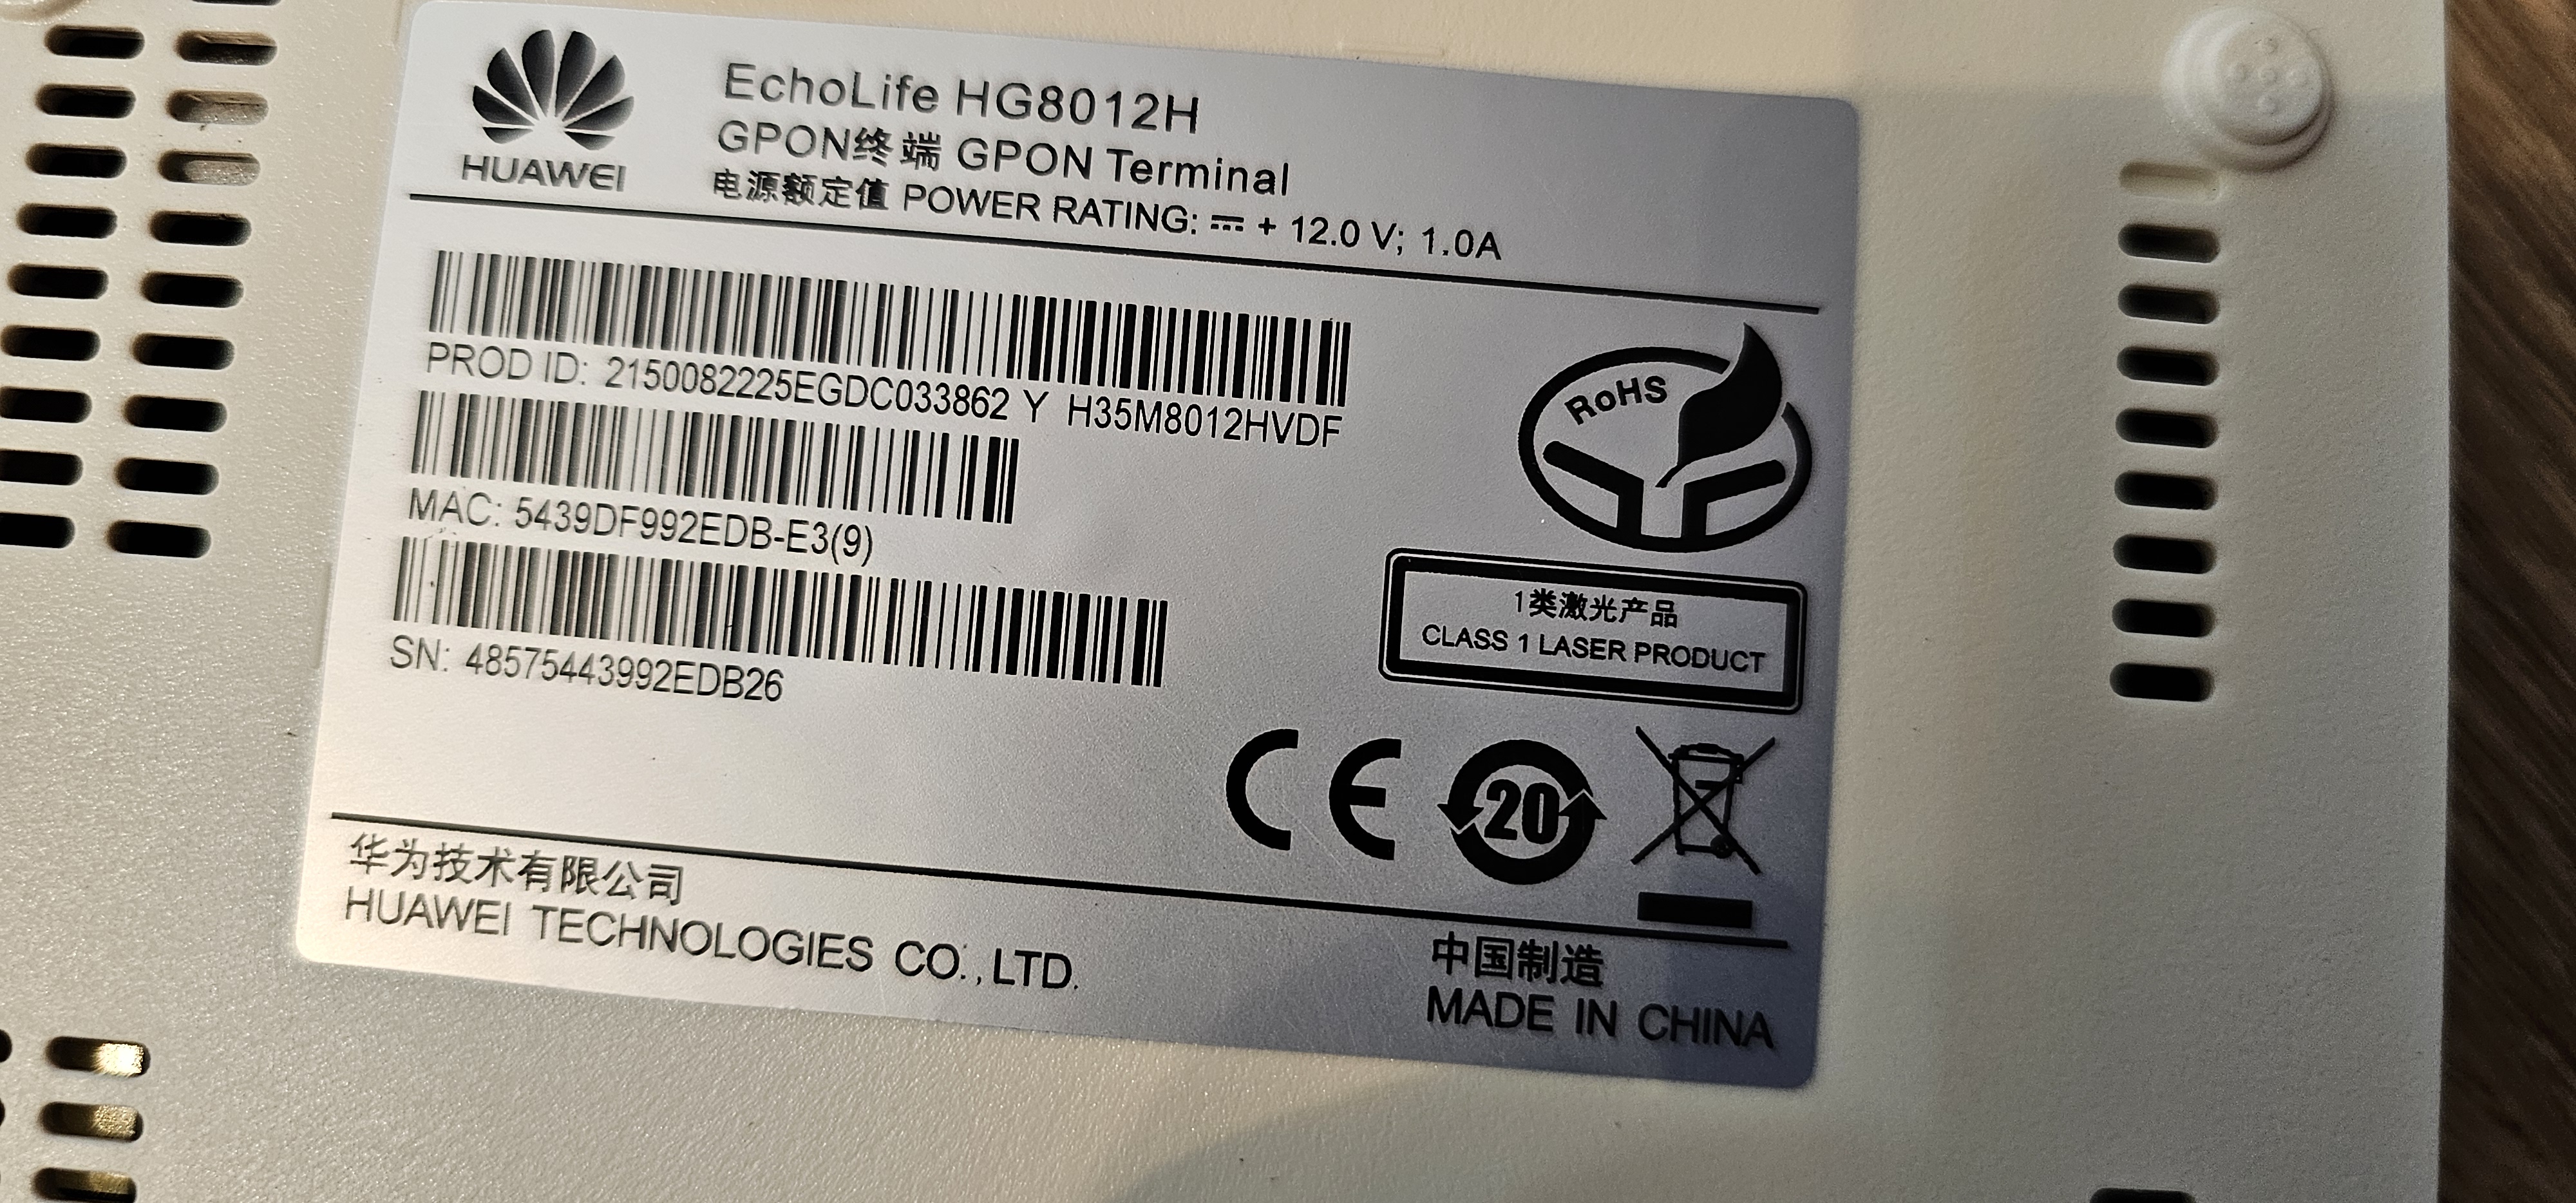 HUAWEI
EchoLife HG8012H
GPON终端 GPON Terminal
电源额定值 POWER RATING: ⎓ + 12.0 V; 1.0A
PROD ID: 2150082225EGDC033862 Y H35M8012HVDF
MAC: 5439DF992EDB-E3(9)
SN: 48575443992EDB26
RoHS
1类激光产品
CLASS 1 LASER PRODUCT
CE
20
华为技术有限公司
HUAWEI TECHNOLOGIES CO.,LTD.
中国制造
MADE IN CHINA